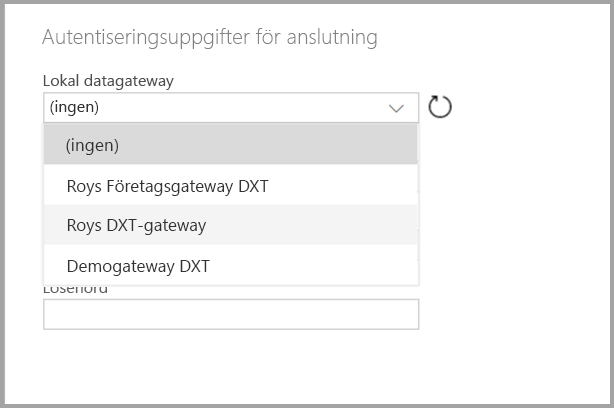 Autentiseringsuppgifter för anslutning
Lokal datagateway
(ingen)
(ingen)
Roys Företagsgateway DXT
Roys DXT-gateway
Demogateway DXT
Lösenord